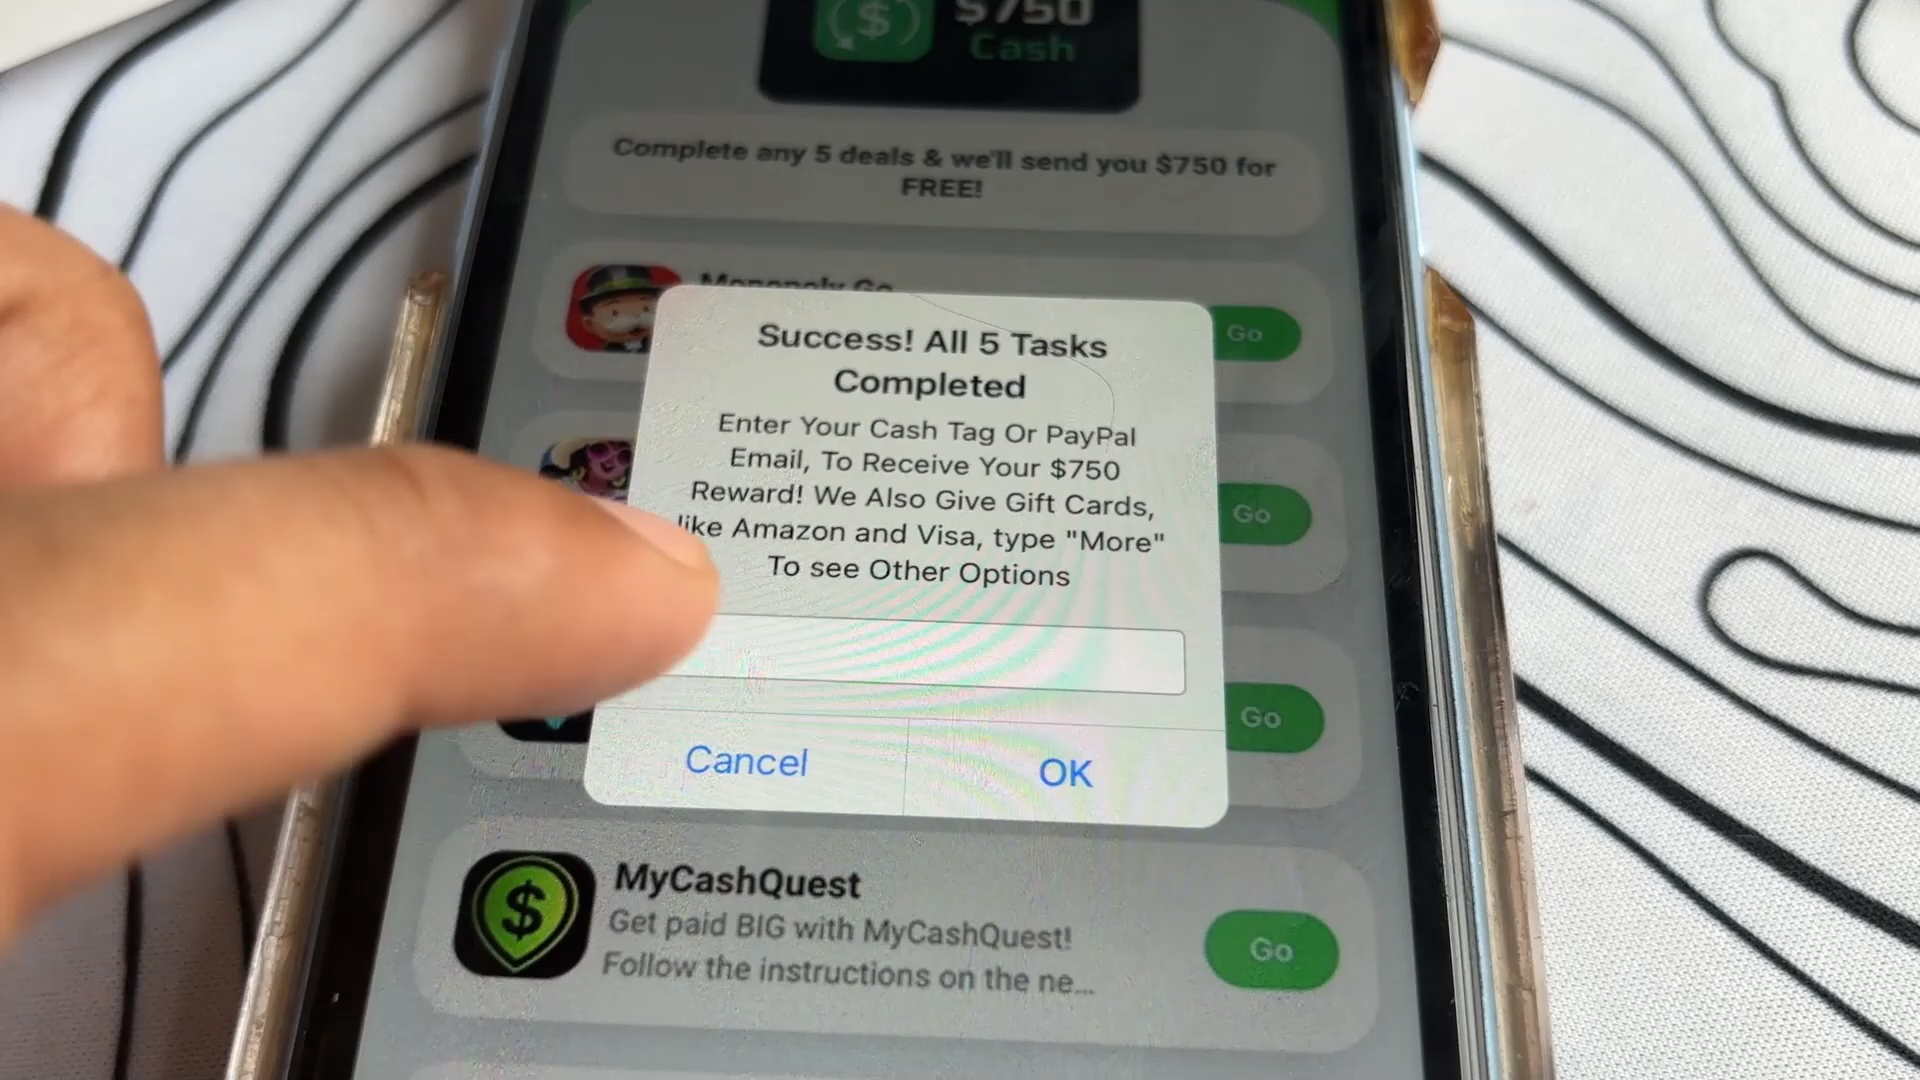 $750
Cash
Complete any 5 deals & we'll send you $750 for
FREE!
Monopoly Go
Go
Success! All 5 Tasks
Completed
Enter Your Cash Tag Or PayPal
Email, To Receive Your $750
Reward! We Also Give Gift Cards,
like Amazon and Visa, type "More"
To see Other Options
Go
Go
Cancel
OK
MyCashQuest
Get paid BIG with MyCashQuest!
Follow the instructions on the ne...
Go